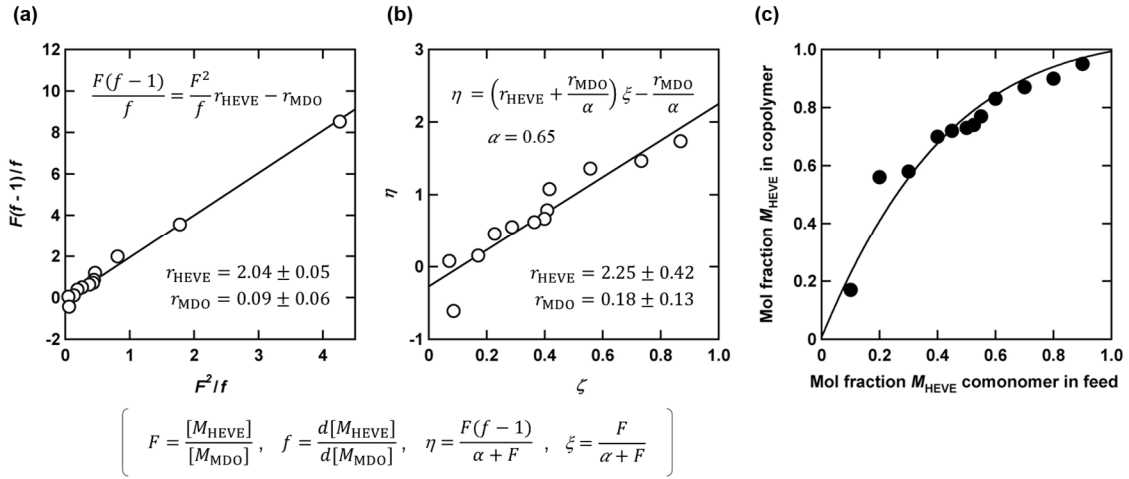 (a)
12
10
8
6
4
2
0
-2
0
1
2
3
4
F(f - 1)/f
F²/f
F(f − 1)/f = F²/f r_HEVE − r_MDO
r_HEVE = 2.04 ± 0.05
r_MDO = 0.09 ± 0.06
(b)
3
2
1
0
-1
0
0.2
0.4
0.6
0.8
1.0
η
ζ
η = (r_HEVE + r_MDO/α) ξ − r_MDO/α
α = 0.65
r_HEVE = 2.25 ± 0.42
r_MDO = 0.18 ± 0.13
(c)
1.0
0.8
0.6
0.4
0.2
0
0
0.2
0.4
0.6
0.8
1.0
Mol fraction M_HEVE in copolymer
Mol fraction M_HEVE comonomer in feed
( F = [M_HEVE]/[M_MDO] , f = d[M_HEVE]/d[M_MDO] , η = F(f − 1)/α + F , ξ = F/α + F )